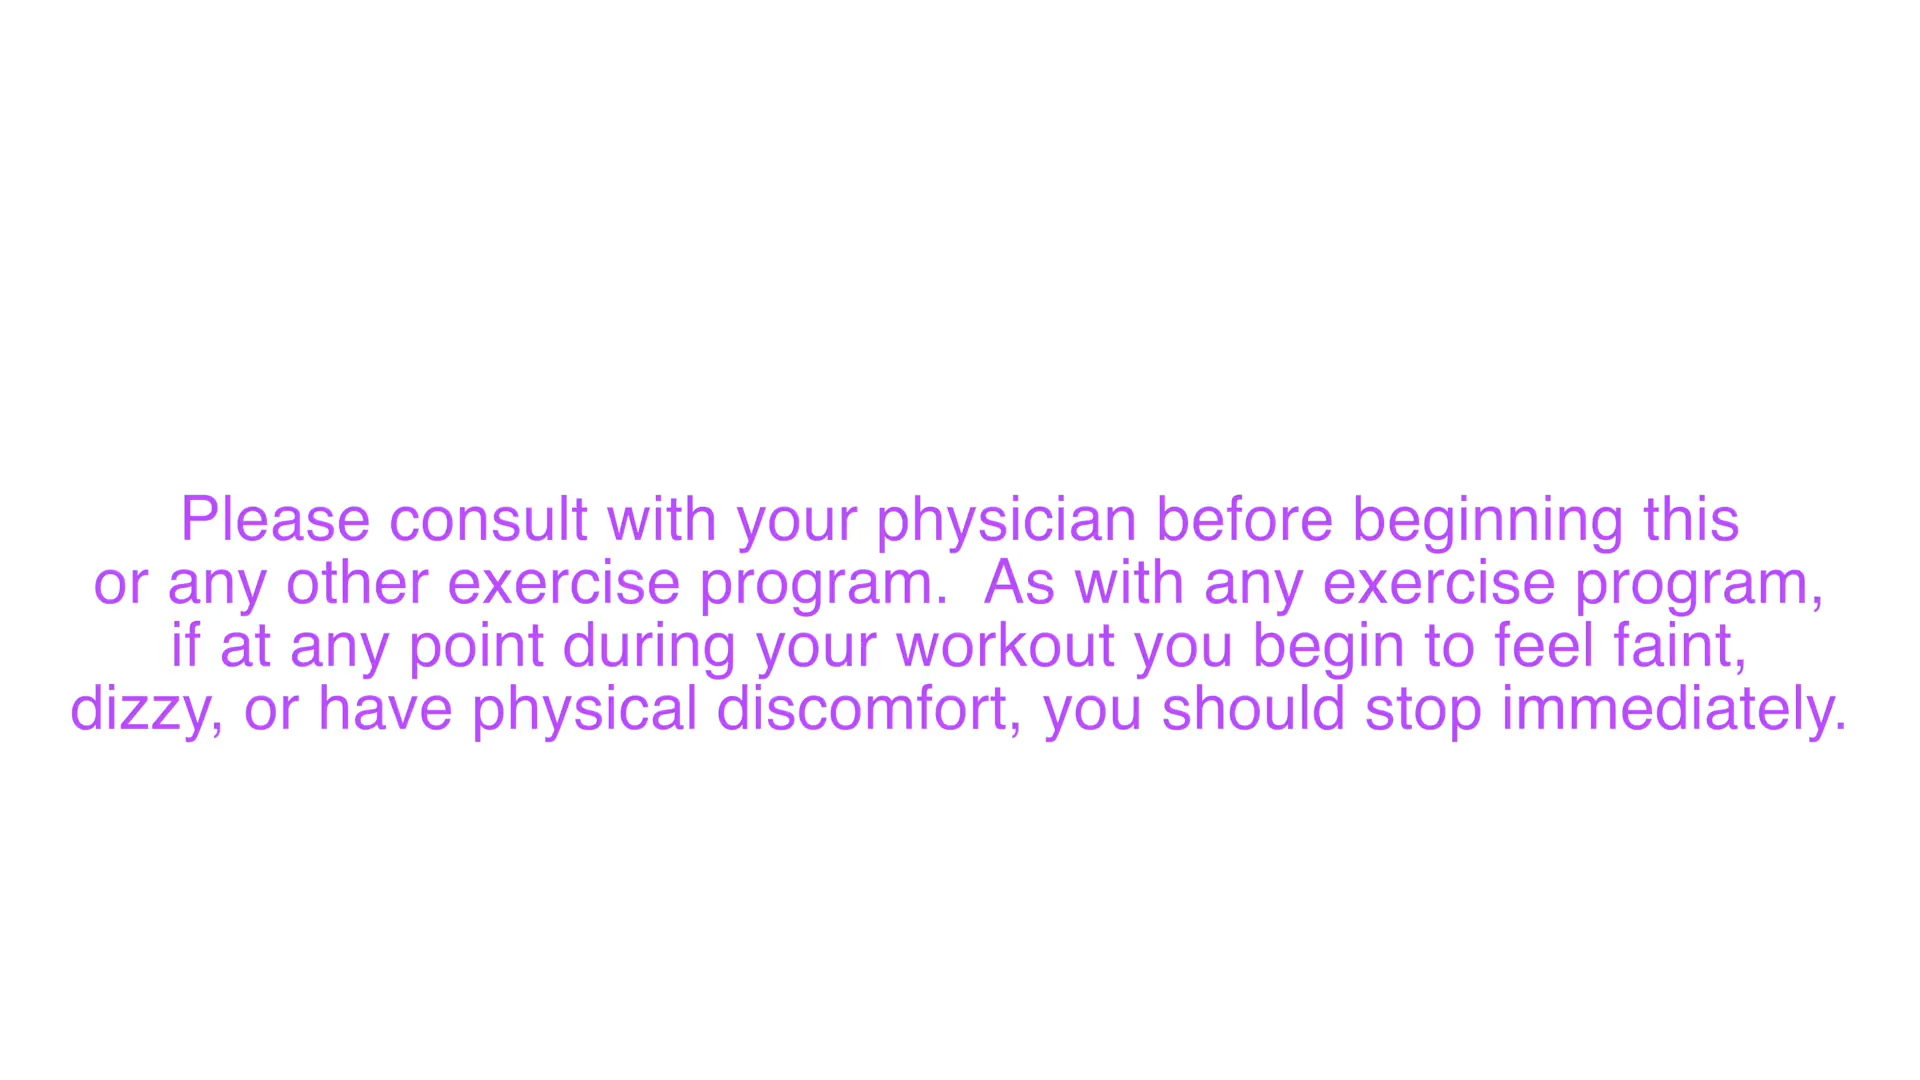 Please consult with your physician before beginning this
or any other exercise program.  As with any exercise program,
if at any point during your workout you begin to feel faint,
dizzy, or have physical discomfort, you should stop immediately.